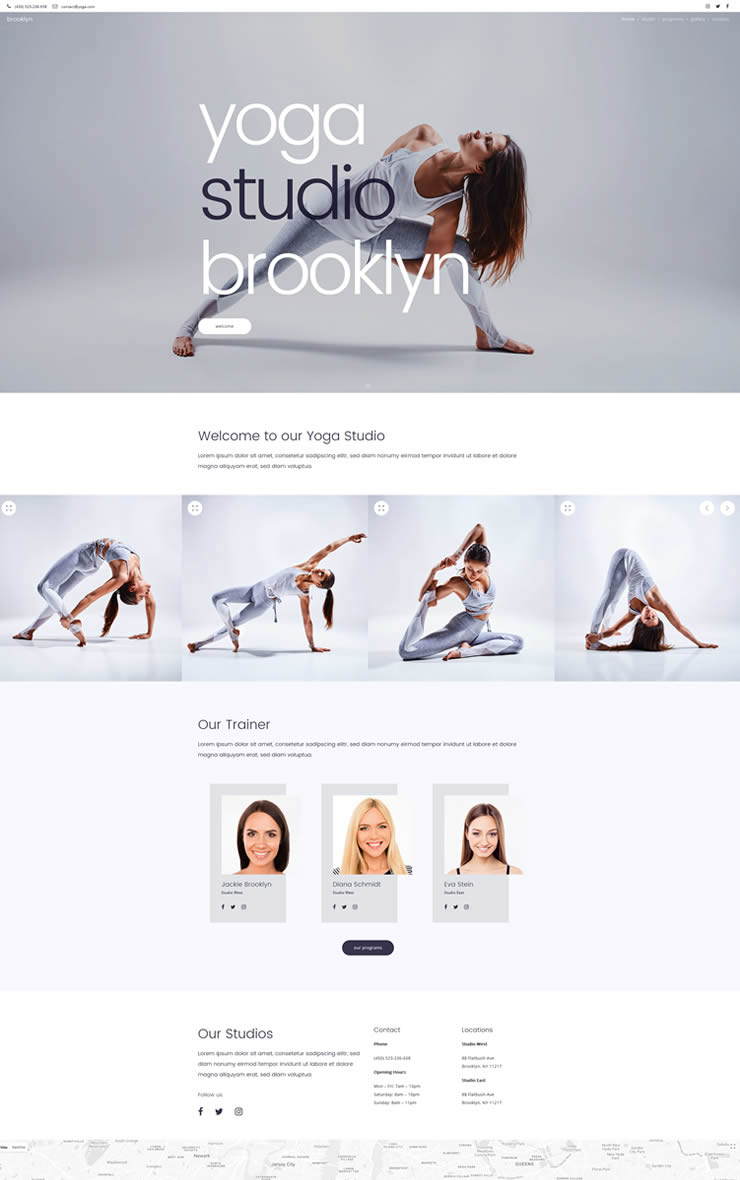 (450) 529-236-658 contact@yoga.com
brooklyn
home studio programs gallery contact
yoga
studio
brooklyn
welcome
Welcome to our Yoga Studio
Lorem ipsum dolor sit amet, consetetur sadipscing elitr, sed diam nonumy eirmod tempor invidunt ut labore et dolore
magna aliquyam erat, sed diam voluptua.
Our Trainer
Lorem ipsum dolor sit amet, consetetur sadipscing elitr, sed diam nonumy eirmod tempor invidunt ut labore et dolore
magna aliquyam erat, sed diam voluptua.
Jackie Brooklyn
Studio West
Diana Schmidt
Studio West
Eva Stein
Studio East
our programs
Our Studios
Lorem ipsum dolor sit amet, consetetur sadipscing elitr, sed
diam nonumy eirmod tempor invidunt ut labore et dolore
magna aliquyam erat, sed diam voluptua.
Follow us
Contact
Phone
(450) 529-236-658
Opening Hours
Mon - Fri: 7am - 10pm
Saturday: 8am - 10pm
Sunday: 8am - 11pm
Locations
Studio West
88 Flatbush Ave
Brooklyn, NY 11217
Studio East
88 Flatbush Ave
Brooklyn, NY 11217
Newark
Jersey City
QUEENS